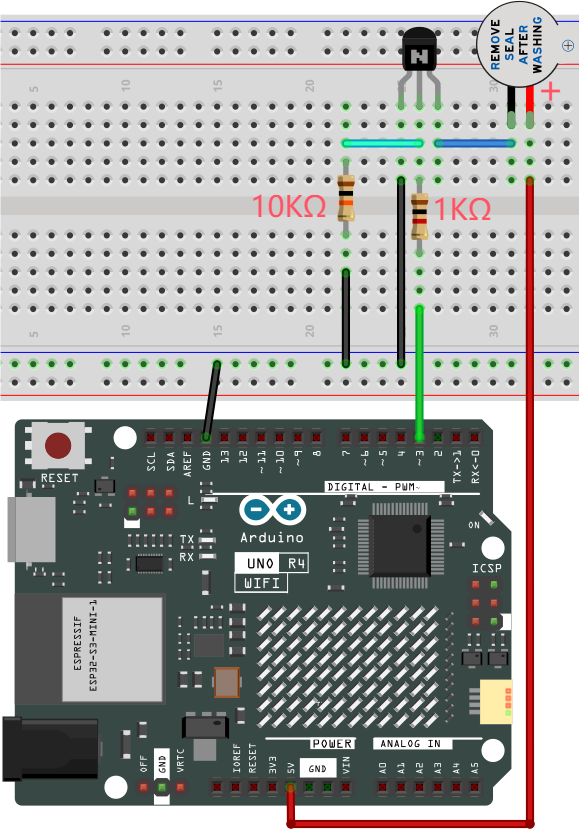 REMOVE
SEAL
AFTER
WASHING
+
N
5
10
15
20
30
10KΩ
1KΩ
5
10
15
20
30
RESET
SCL
SDA
AREF
GND
13
12
~11
~10
~9
8
7
~6
~5
4
~3
2
TX→1
RX←0
DIGITAL - PWM~
L
TX
RX
Arduino
UNO R4
WIFI
ON
ICSP
ESPRESSIF
ESP32-S3-MINI-1
POWER
ANALOG IN
OFF
GND
VRTC
IOREF
RESET
3V3
5V
GND
VIN
A0
A1
A2
A3
A4
A5